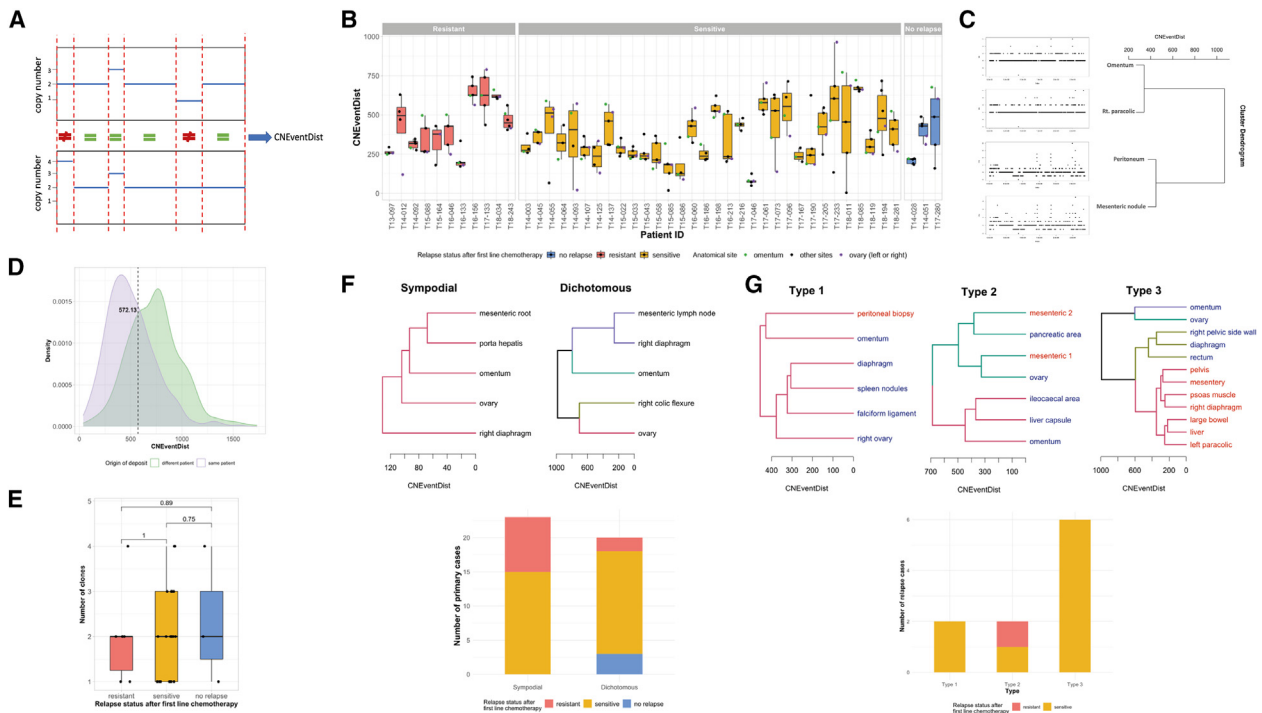 A
copy number
3
2
1
≠ = = = ≠ =
CNEventDist
copy number
4
3
2
1
B
Resistant
Sensitive
No relapse
CNEventDist
1000
750
500
250
0
T13-097
T14-012
T14-092
T15-088
T15-164
T16-046
T16-133
T16-156
T17-133
T18-034
T18-243
T14-003
T14-045
T14-055
T14-064
T14-093
T14-107
T14-125
T14-137
T15-022
T15-033
T15-043
T15-058
T15-085
T15-086
T16-060
T16-186
T16-198
T16-213
T16-216
T17-046
T17-061
T17-073
T17-096
T17-167
T17-190
T17-205
T17-233
T18-011
T18-085
T18-119
T18-194
T18-281
T14-028
T14-051
T17-280
Patient ID
Relapse status after first line chemotherapy no relapse resistant sensitive Anatomical site omentum other sites ovary (left or right)
C
CNEventDist
200 400 600 800 1000
Omentum
Rt. paracolic
Peritoneum
Mesenteric nodule
Cluster Dendrogram
D
Density
0.0015
0.0010
0.0005
0.0000
572.13
0 500 1000 1500
CNEventDist
Origin of deposit different patient same patient
E
Number of clones
5
4
3
2
1
0.89
0.75
1
resistant sensitive no relapse
Relapse status after first line chemotherapy
F
Sympodial
mesenteric root
porta hepatis
omentum
ovary
right diaphragm
120 80 60 40 20 0
CNEventDist
Dichotomous
mesenteric lymph node
right diaphragm
omentum
right colic flexure
ovary
1000 600 200 0
CNEventDist
Number of primary cases
20
15
10
5
0
Sympodial Dichotomous
Relapse status after
first line chemotherapy resistant sensitive no relapse
G
Type 1
peritoneal biopsy
omentum
diaphragm
spleen nodules
falciform ligament
right ovary
400 300 200 100 0
CNEventDist
Type 2
mesenteric 2
pancreatic area
mesenteric 1
ovary
ileocaecal area
liver capsule
omentum
700 500 300 100
CNEventDist
Type 3
omentum
ovary
right pelvic side wall
diaphragm
rectum
pelvis
mesentery
psoas muscle
right diaphragm
large bowel
liver
left paracolic
1000 600 200 0
CNEventDist
Number of relapse cases
6
4
2
0
Type 1 Type 2 Type 3
Type
Relapse status after
first line chemotherapy resistant sensitive